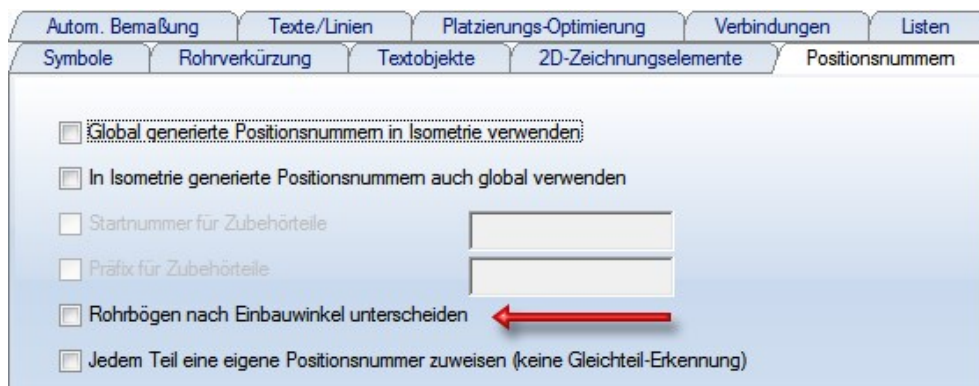 Autom. Bemaßung Texte/Linien Platzierungs-Optimierung Verbindungen Listen
Symbole Rohrverkürzung Textobjekte 2D-Zeichnungselemente Positionsnummern
Global generierte Positionsnummern in Isometrie verwenden
In Isometrie generierte Positionsnummern auch global verwenden
Startnummer für Zubehörteile
Präfix für Zubehörteile
Rohrbögen nach Einbauwinkel unterscheiden
Jedem Teil eine eigene Positionsnummer zuweisen (keine Gleichteil-Erkennung)